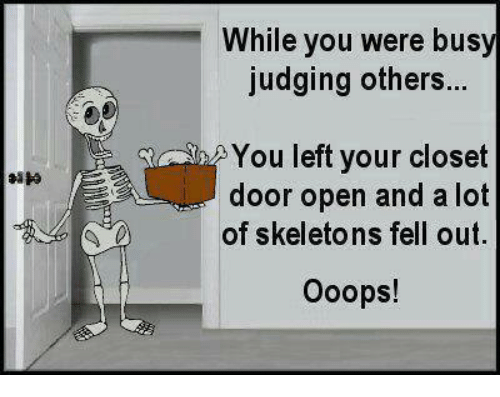 While you were busy
judging others...
You left your closet
door open and a lot
of skeletons fell out.
Ooops!